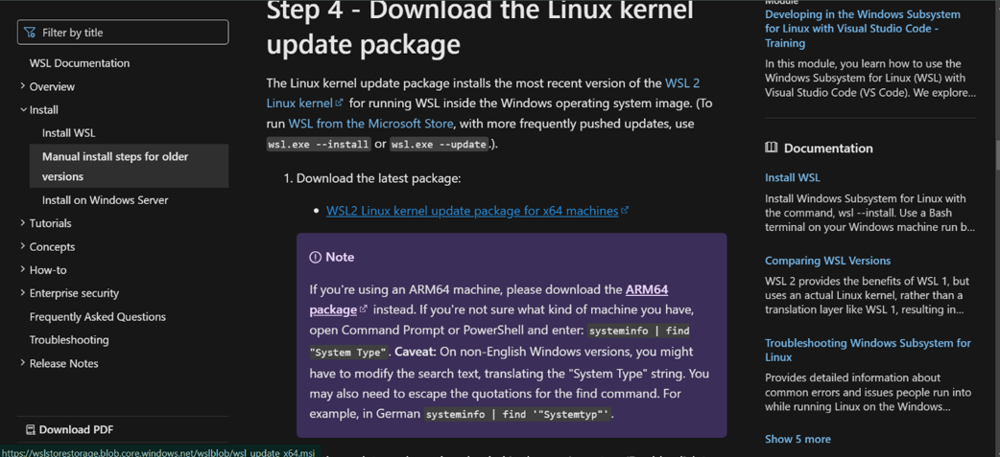 Filter by title
WSL Documentation
Overview
Install
Install WSL
Manual install steps for older
versions
Install on Windows Server
Tutorials
Concepts
How-to
Enterprise security
Frequently Asked Questions
Troubleshooting
Release Notes
Download PDF
https://wslstorestorage.blob.core.windows.net/wslblob/wsl_update_x64.msi
Step 4 - Download the Linux kernel
update package
The Linux kernel update package installs the most recent version of the WSL 2
Linux kernel for running WSL inside the Windows operating system image. (To
run WSL from the Microsoft Store, with more frequently pushed updates, use
wsl.exe --install or wsl.exe --update.).
1. Download the latest package:
• WSL2 Linux kernel update package for x64 machines
Note
If you're using an ARM64 machine, please download the ARM64
package instead. If you're not sure what kind of machine you have,
open Command Prompt or PowerShell and enter: systeminfo | find
"System Type". Caveat: On non-English Windows versions, you might
have to modify the search text, translating the "System Type" string. You
may also need to escape the quotations for the find command. For
example, in German systeminfo | find '"Systemtyp"'.
Module
Developing in the Windows Subsystem
for Linux with Visual Studio Code -
Training
In this module, you learn how to use the
Windows Subsystem for Linux (WSL) with
Visual Studio Code (VS Code). We explore...
Documentation
Install WSL
Install Windows Subsystem for Linux with
the command, wsl --install. Use a Bash
terminal on your Windows machine run b...
Comparing WSL Versions
WSL 2 provides the benefits of WSL 1, but
uses an actual Linux kernel, rather than a
translation layer like WSL 1, resulting in...
Troubleshooting Windows Subsystem for
Linux
Provides detailed information about
common errors and issues people run into
while running Linux on the Windows...
Show 5 more